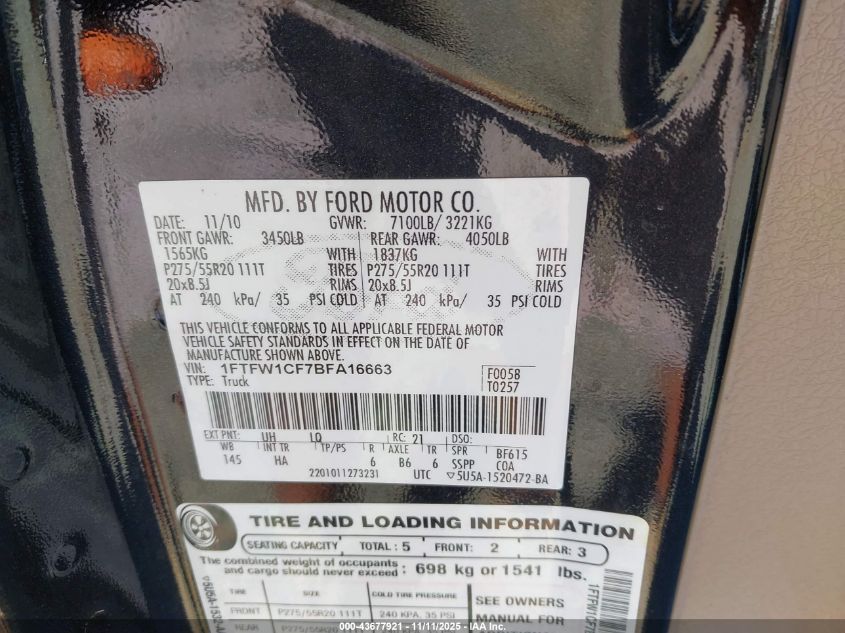 MFD. BY FORD MOTOR CO.
DATE: 11/10 GVWR: 7100LB/ 3221KG
FRONT GAWR: 3450LB REAR GAWR: 4050LB
1565KG WITH 1837KG WITH
P275/55R20 111T TIRES P275/55R20 111T TIRES
20x8.5J RIMS 20x8.5J RIMS
AT 240 kPa/ 35 PSI COLD AT 240 kPa/ 35 PSI COLD
THIS VEHICLE CONFORMS TO ALL APPLICABLE FEDERAL MOTOR
VEHICLE SAFETY STANDARDS IN EFFECT ON THE DATE OF
MANUFACTURE SHOWN ABOVE.
VIN: 1FTFW1CF7BFA16663 F0058
TYPE: Truck T0257
EXT PNT: UH LQ RC: 21 DSO:
WB INT TR TP/PS R AXLE TR SPR BF615
145 HA 6 B6 6 SSPP COA
2201011273231 UTC ▽5U5A-1520472-BA
TIRE AND LOADING INFORMATION
SEATING CAPACITY TOTAL: 5 FRONT: 2 REAR: 3
The combined weight of occupants
and cargo should never exceed: 698 kg or 1541 lbs.
TIRE SIZE COLD TIRE PRESSURE SEE OWNERS
FRONT P275/55R20 111T 240 KPA, 35 PSI MANUAL FOR
REAR P275/55R20 111T
000-43677921 - 11/11/2025 - IAA Inc.